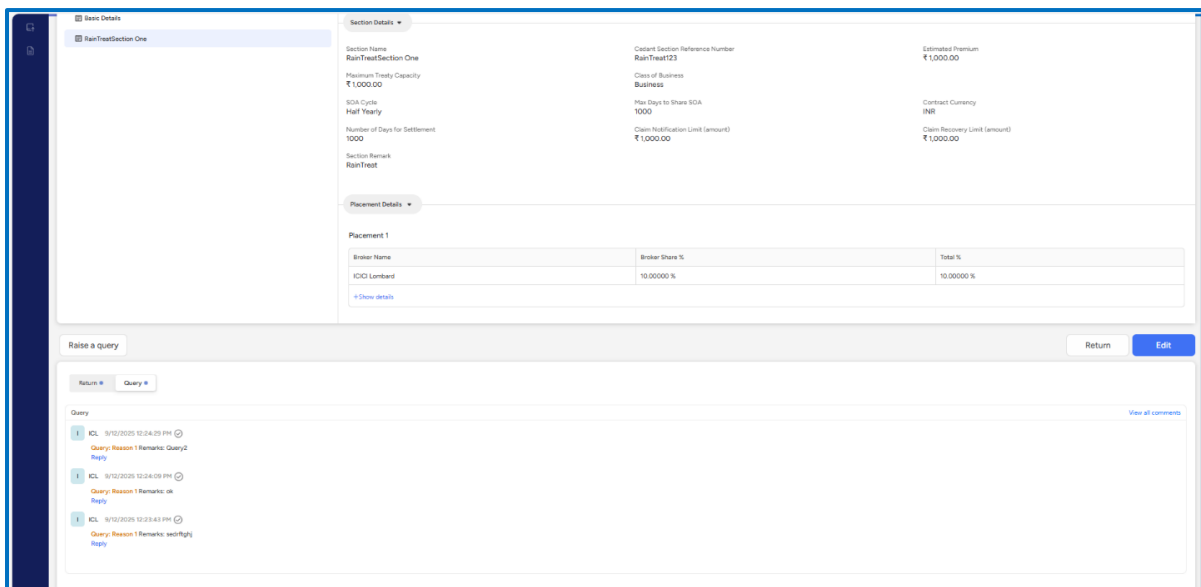 Basic Details
RainTreatSection One
Section Details
Section Name
RainTreatSection One
Cedant Section Reference Number
RainTreat123
Estimated Premium
₹1,000.00
Maximum Treaty Capacity
₹1,000.00
Class of Business
Business
SOA Cycle
Half Yearly
Max Days to Share SOA
1000
Contract Currency
INR
Number of Days for Settlement
1000
Claim Notification Limit (amount)
₹1,000.00
Claim Recovery Limit (amount)
₹1,000.00
Section Remark
RainTreat
Placement Details
Placement 1
Broker Name Broker Share % Total %
ICICI Lombard 10.00000 % 10.00000 %
+Show details
Raise a query Return Edit
Return Query
Query View all comments
I ICL 9/12/2025 12:24:29 PM
Query: Reason 1 Remarks: Query2
Reply
I ICL 9/12/2025 12:24:09 PM
Query: Reason 1 Remarks: ok
Reply
I ICL 9/12/2025 12:23:43 PM
Query: Reason 1 Remarks:
Reply